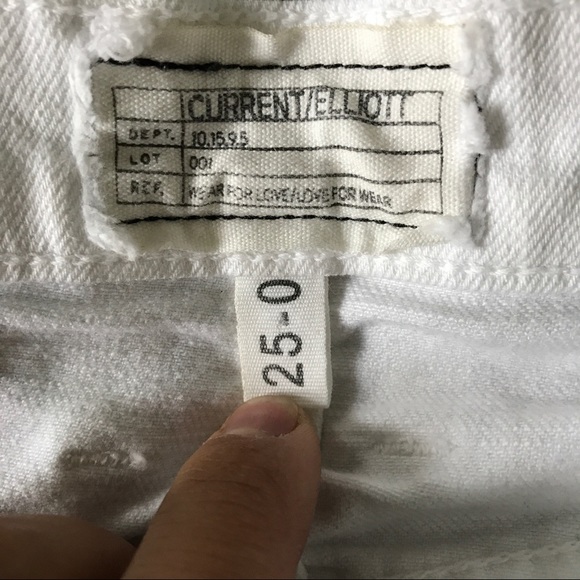 CURRENT/ELLIOTT
DEPT. 10.15.9.5
LOT 001
REF. WEAR FOR LOVE/LOVE FOR WEAR
25-0